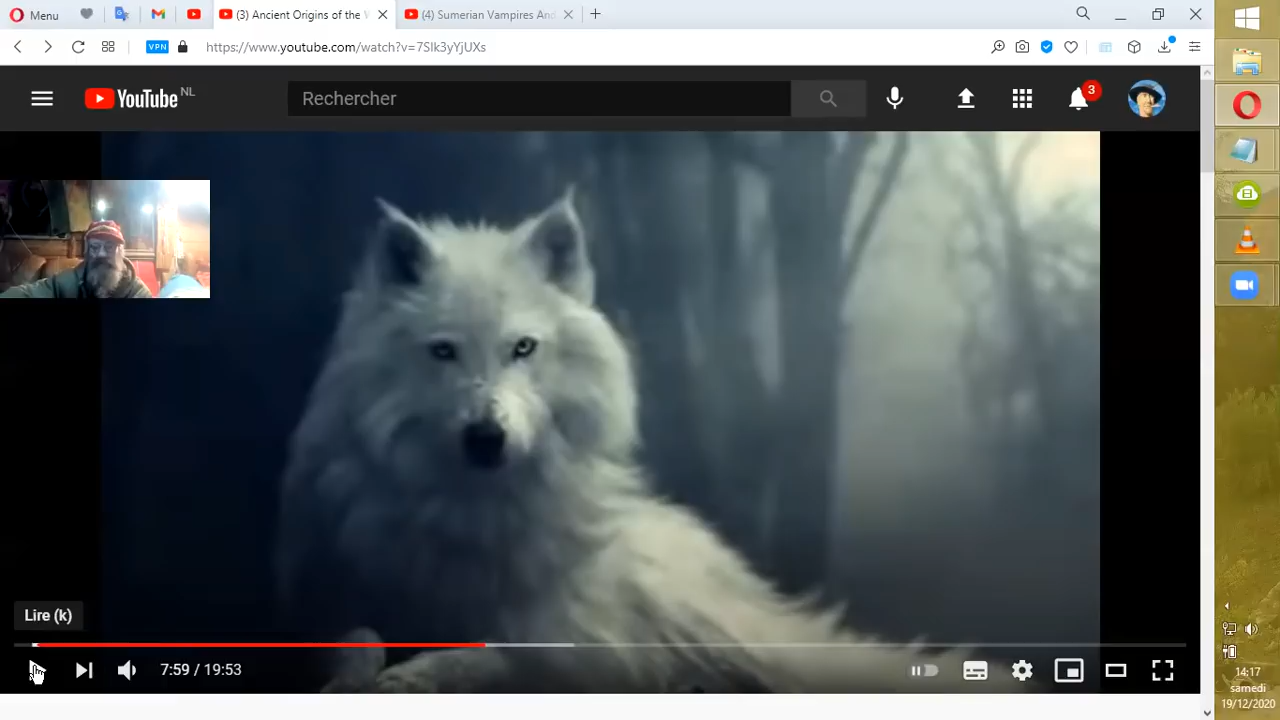 Menu
(3) Ancient Origins of the W
(4) Sumerian Vampires And
VPN
https://www.youtube.com/watch?v=7SIk3yYjUXs
YouTube NL
Rechercher
3
Lire (k)
7:59 / 19:53
14:17
samedi
19/12/2020